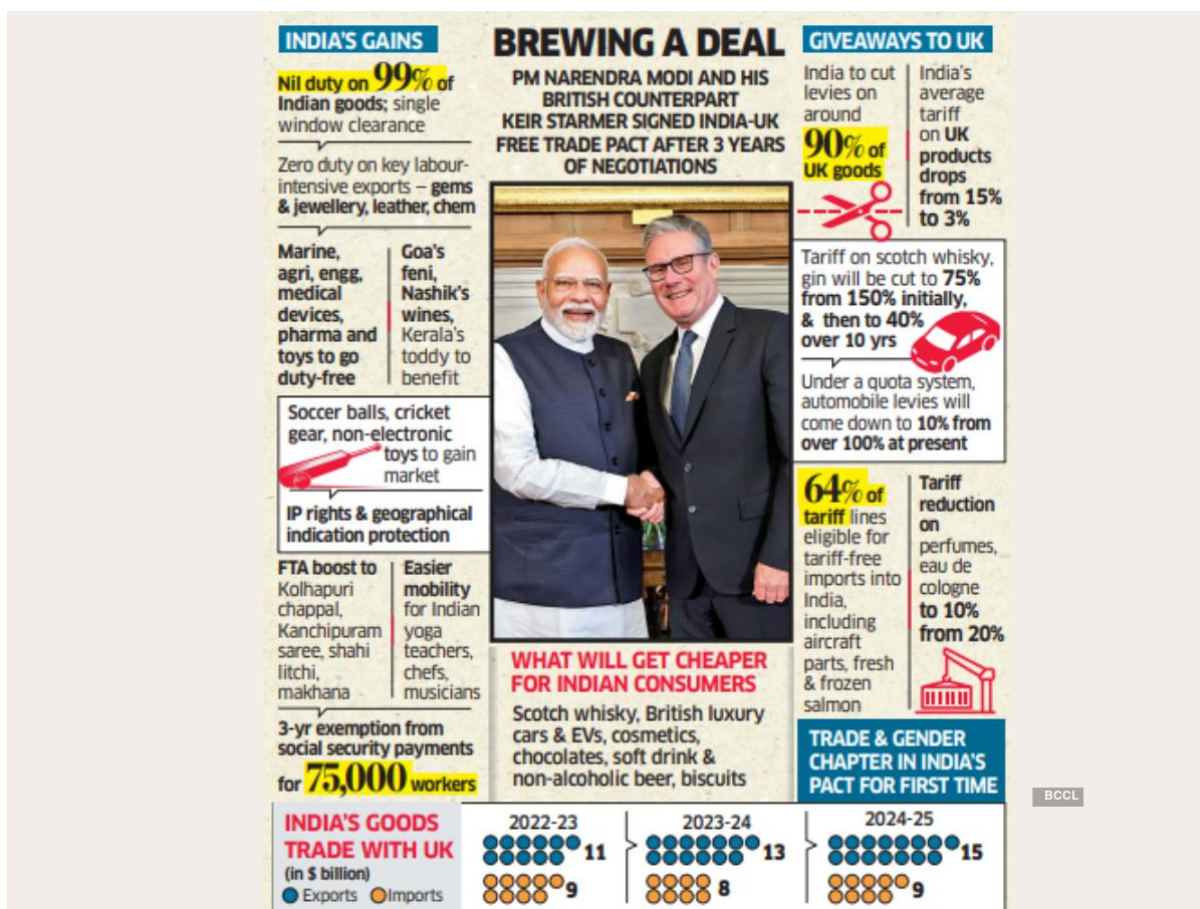 INDIA'S GAINS
Nil duty on 99% of
Indian goods; single
window clearance
Zero duty on key labour-
intensive exports – gems
& jewellery, leather, chem
Marine,
agri, engg,
medical
devices,
pharma and
toys to go
duty-free
Goa's
feni,
Nashik's
wines,
Kerala's
toddy to
benefit
Soccer balls, cricket
gear, non-electronic
toys to gain
market
IP rights & geographical
indication protection
FTA boost to
Kolhapuri
chappal,
Kanchipuram
saree, shahi
litchi,
makhana
Easier
mobility
for Indian
yoga
teachers,
chefs,
musicians
3-yr exemption from
social security payments
for 75,000 workers
BREWING A DEAL
PM NARENDRA MODI AND HIS
BRITISH COUNTERPART
KEIR STARMER SIGNED INDIA-UK
FREE TRADE PACT AFTER 3 YEARS
OF NEGOTIATIONS
WHAT WILL GET CHEAPER
FOR INDIAN CONSUMERS
Scotch whisky, British luxury
cars & EVs, cosmetics,
chocolates, soft drink &
non-alcoholic beer, biscuits
GIVEAWAYS TO UK
India to cut
levies on
around
90% of
UK goods
India's
average
tariff
on UK
products
drops
from 15%
to 3%
Tariff on scotch whisky,
gin will be cut to 75%
from 150% initially,
& then to 40%
over 10 yrs
Under a quota system,
automobile levies will
come down to 10% from
over 100% at present
64% of
tariff lines
eligible for
tariff-free
imports into
India,
including
aircraft
parts, fresh
& frozen
salmon
Tariff
reduction
on
perfumes,
eau de
cologne
to 10%
from 20%
TRADE & GENDER
CHAPTER IN INDIA'S
PACT FOR FIRST TIME
BCCL
INDIA'S GOODS
TRADE WITH UK
(in $ billion)
Exports Imports
2022-23
11
9
2023-24
13
8
2024-25
15
9